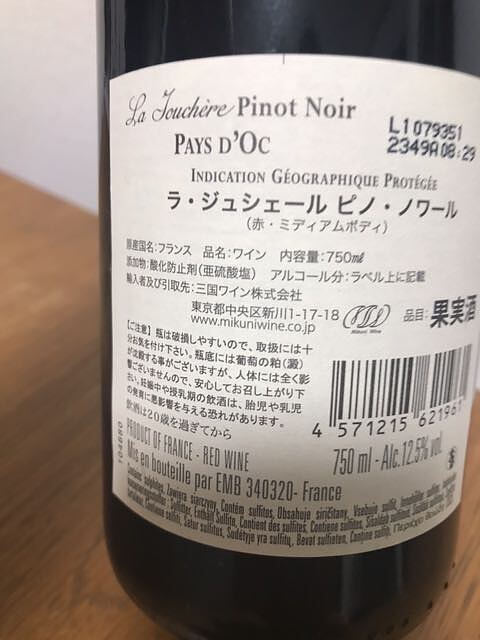 La Jouchère Pinot Noir
PAYS D'OC
L1079351
2349A08:29
INDICATION GÉOGRAPHIQUE PROTÉGÉE
ラ・ジュシェール ピノ・ノワール
(赤・ミディアムボディ)
原産国名:フランス 品名:ワイン 内容量:750㎖
添加物:酸化防止剤(亜硫酸塩) アルコール分:ラベル上に記載
輸入者及び引取先:三国ワイン株式会社
東京都中央区新川1-17-18
www.mikuniwine.co.jp
Mikuni Wine
品目:果実酒
【ご注意】瓶は破損しやすいので、取扱には十
分お気を付け下さい。瓶底には葡萄の粕(澱)
が沈殿する事がございますが、人体には全く影
響ございませんので、安心してお召し上がり下
さい。妊娠中や授乳期の飲酒は、胎児や乳児
の発育に悪影響を与える恐れがあります。
飲酒は20歳を過ぎてから
4 571215 621961
104680
PRODUCT OF FRANCE - RED WINE
750 ml - Alc.12.5% vol.
Mis en bouteille par EMB 340320- France
Contains sulphites, Zawiera siarczyny, Contém sulfitos, Obsahuje siričitany,